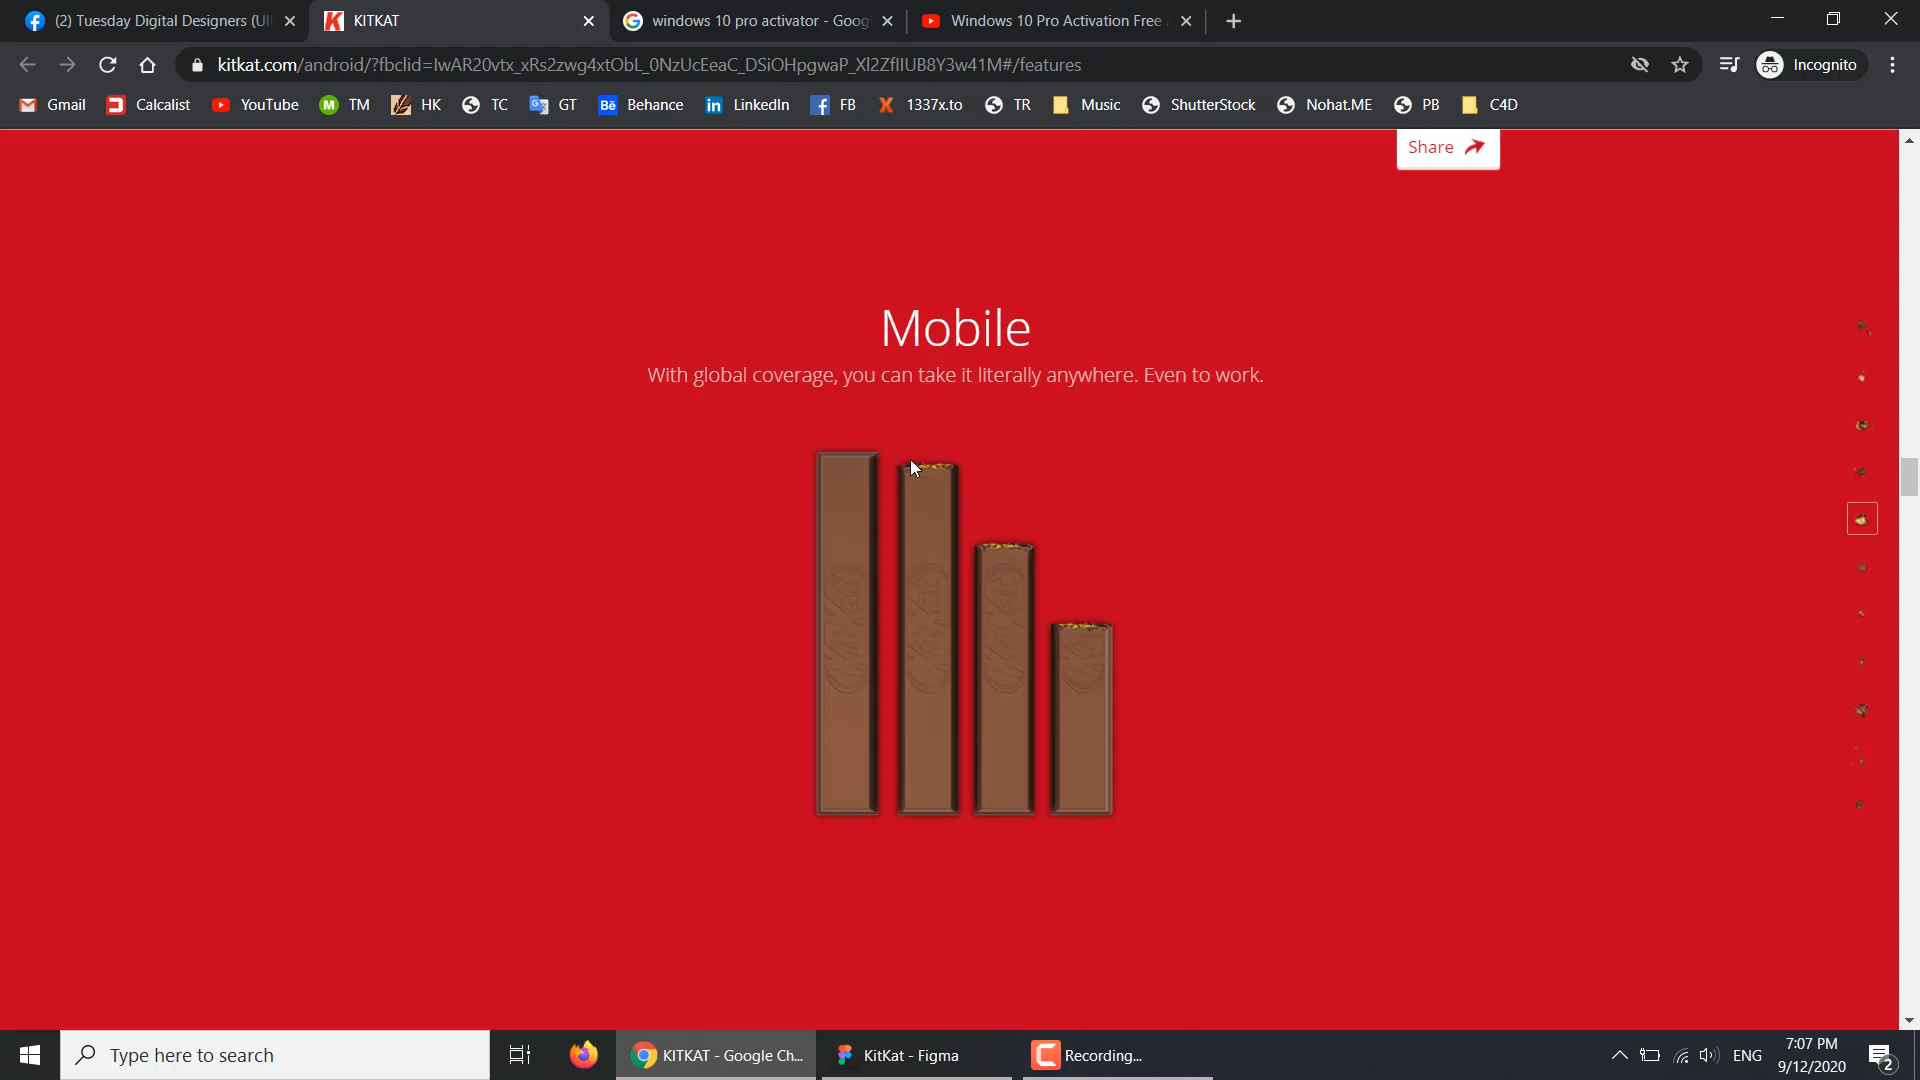 (2) Tuesday Digital Designers (UI
KITKAT
windows 10 pro activator - Goog
Windows 10 Pro Activation Free
kitkat.com/android/?fbclid=IwAR20vtx_xRs2zwg4xtObL_0NzUcEeaC_DSiOHpgwaP_Xl2ZfIIUB8Y3w41M#/features
Incognito
Gmail
Calcalist
YouTube
TM
HK
TC
GT
Behance
LinkedIn
FB
1337x.to
TR
Music
ShutterStock
Nohat.ME
PB
C4D
Share
Mobile
With global coverage, you can take it literally anywhere. Even to work.
Type here to search
KITKAT - Google Ch...
KitKat - Figma
Recording...
ENG
7:07 PM
9/12/2020
2